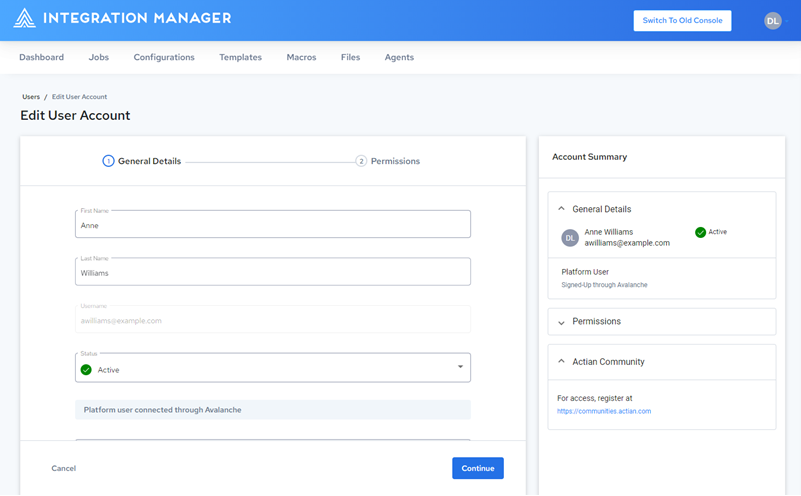 INTEGRATION MANAGER
Switch To Old Console
DL
Dashboard
Jobs
Configurations
Templates
Macros
Files
Agents
Users / Edit User Account
Edit User Account
1 General Details
2 Permissions
First Name
Anne
Last Name
Williams
Username
awilliams@example.com
Status
Active
Platform user connected through Avalanche
Cancel
Continue
Account Summary
General Details
DL
Anne Williams
awilliams@example.com
Active
Platform User
Signed-Up through Avalanche
Permissions
Actian Community
For access, register at
https://communities.actian.com